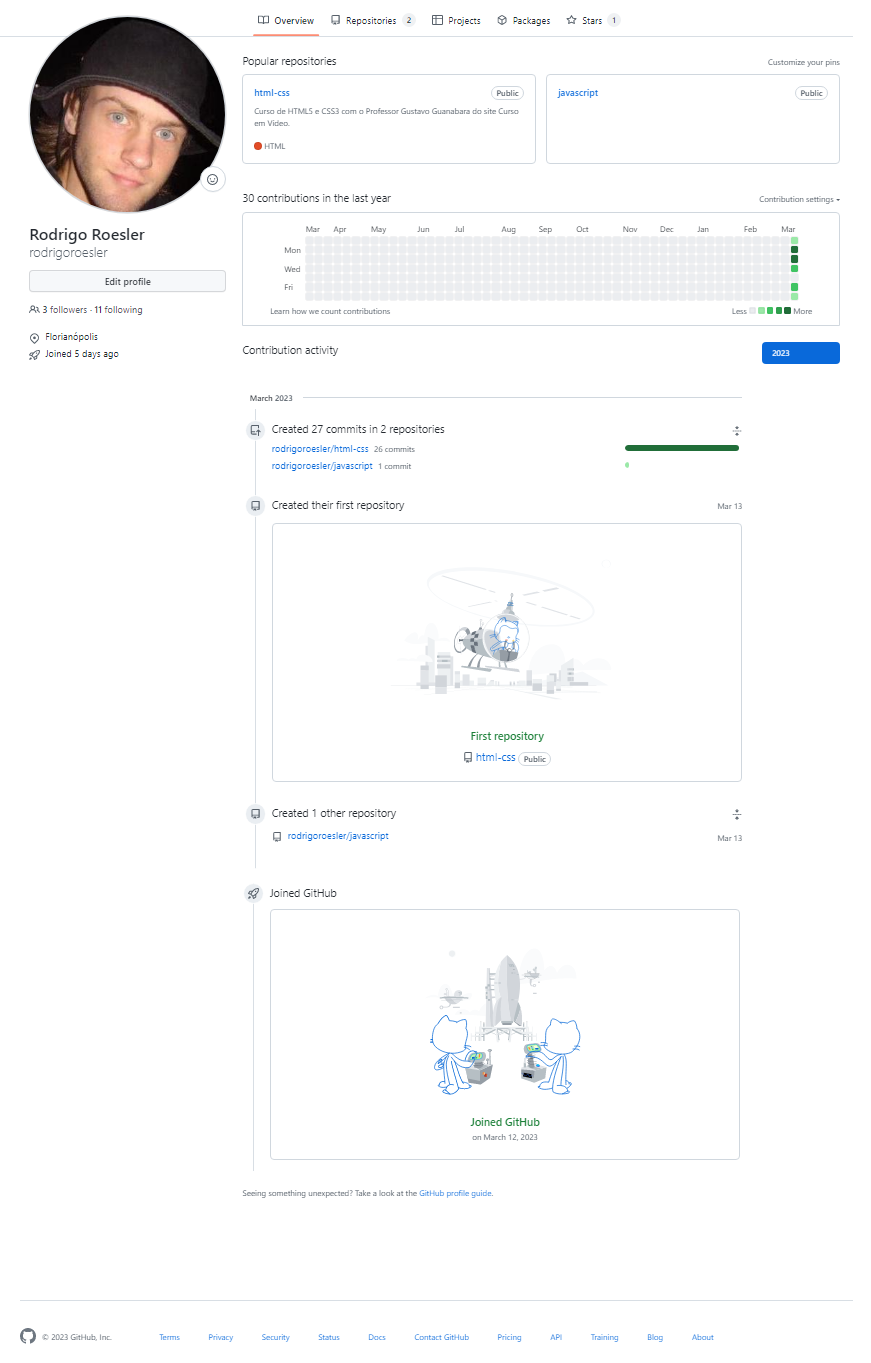 Overview Repositories 2 Projects Packages Stars 1
Rodrigo Roesler
rodrigoroesler
Edit profile
3 followers · 11 following
Florianópolis
Joined 5 days ago
Popular repositories Customize your pins
html-css Public
Curso de HTML5 e CSS3 com o Professor Gustavo Guanabara do site Curso
em Vídeo.
HTML
javascript Public
30 contributions in the last year Contribution settings
Mar Apr May Jun Jul Aug Sep Oct Nov Dec Jan Feb Mar
Mon
Wed
Fri
Learn how we count contributions Less More
Contribution activity 2023
March 2023
Created 27 commits in 2 repositories
rodrigoroesler/html-css 26 commits
rodrigoroesler/javascript 1 commit
Created their first repository Mar 13
First repository
html-css Public
Created 1 other repository
rodrigoroesler/javascript Mar 13
Joined GitHub
Joined GitHub
on March 12, 2023
Seeing something unexpected? Take a look at the GitHub profile guide.
© 2023 GitHub, Inc. Terms Privacy Security Status Docs Contact GitHub Pricing API Training Blog About